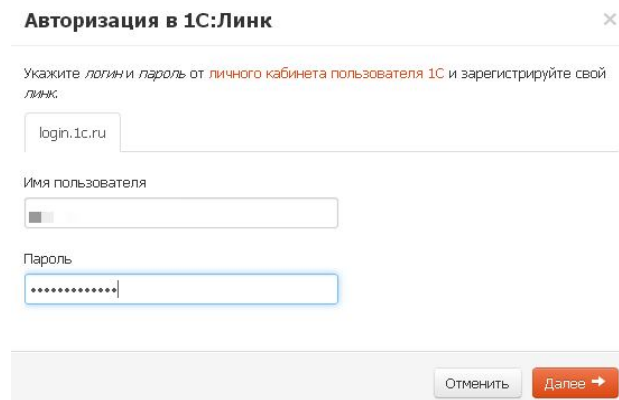 Авторизация в 1С:Линк
×
Укажите логин и пароль от личного кабинета пользователя 1С и зарегистрируйте свой
линк.
login.1c.ru
Имя пользователя
Пароль
•••••••••••••
Отменить
Далее →